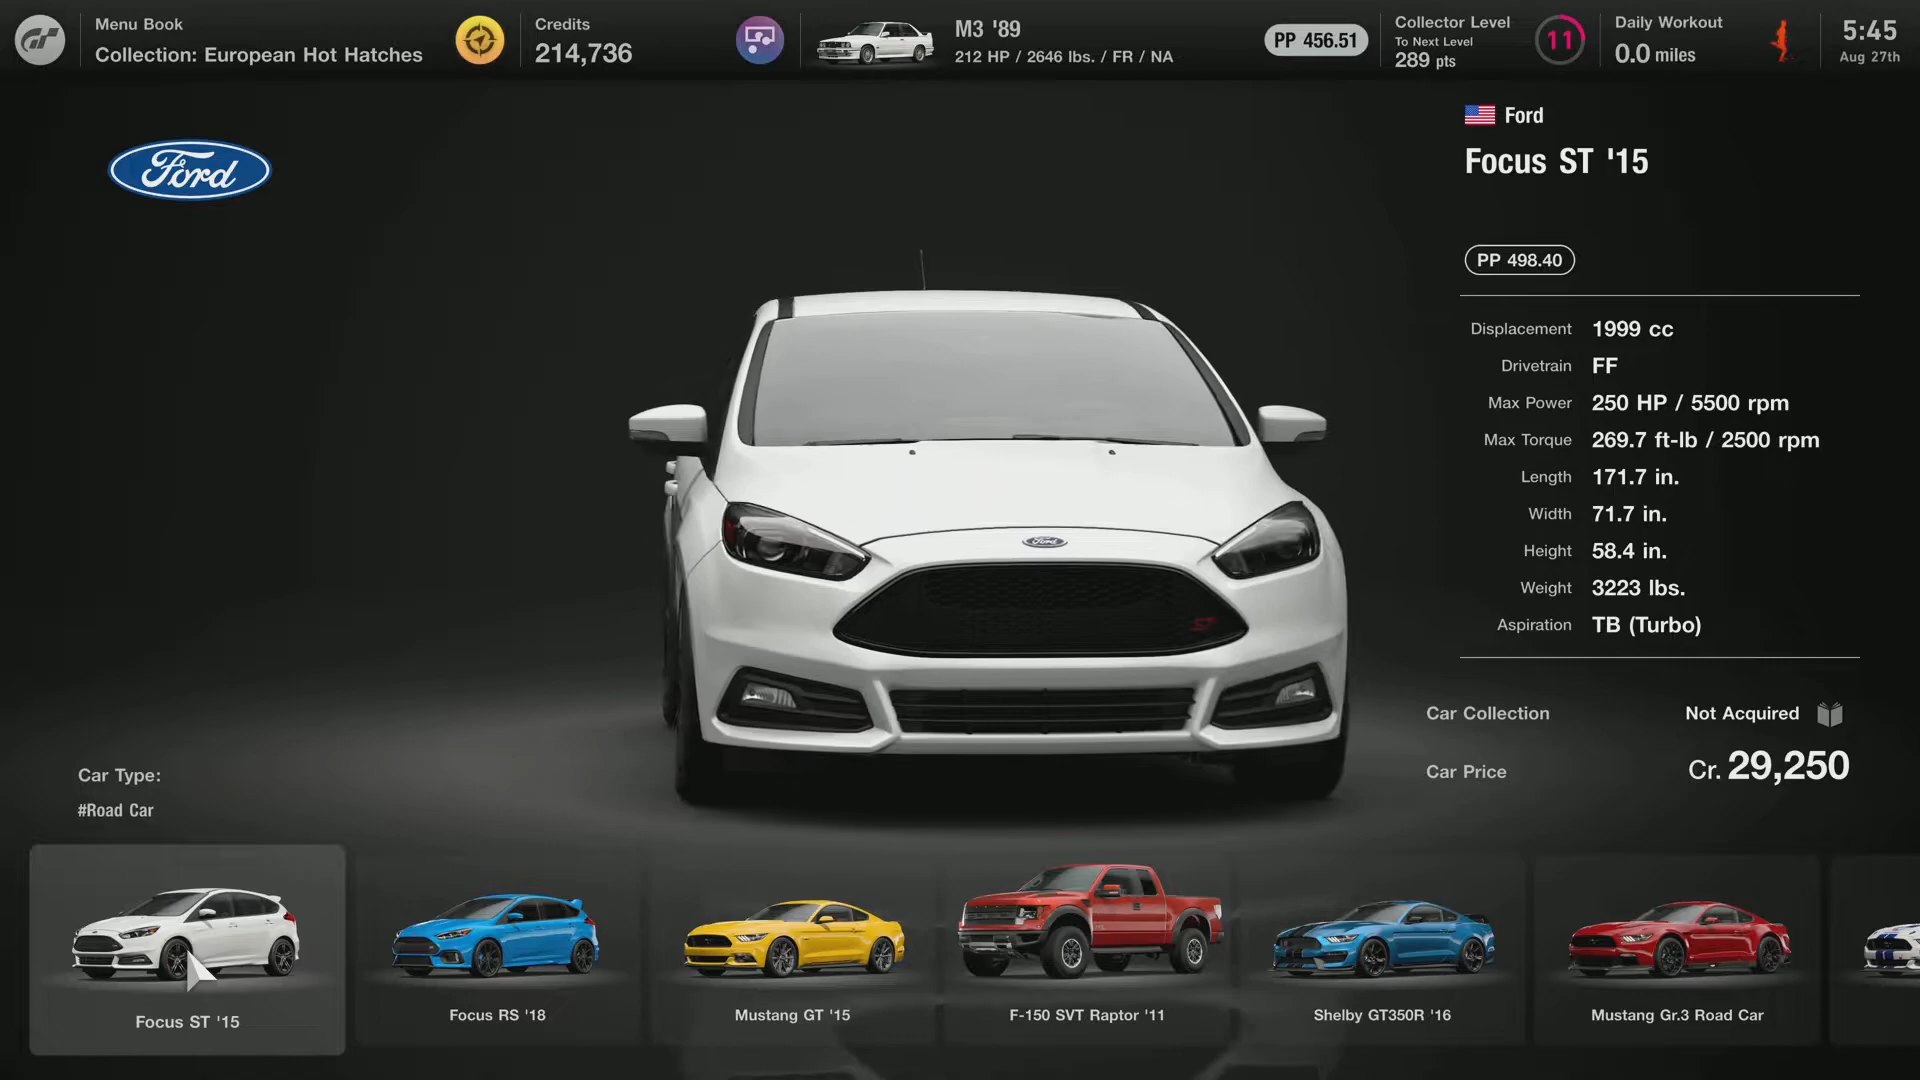 Menu Book
Collection: European Hot Hatches
Credits
214,736
M3 '89
212 HP / 2646 lbs. / FR / NA
PP 456.51
Collector Level
To Next Level
289 pts
11
Daily Workout
0.0 miles
5:45
Aug 27th
Ford
Ford
Focus ST '15
PP 498.40
Displacement 1999 cc
Drivetrain FF
Max Power 250 HP / 5500 rpm
Max Torque 269.7 ft-lb / 2500 rpm
Length 171.7 in.
Width 71.7 in.
Height 58.4 in.
Weight 3223 lbs.
Aspiration TB (Turbo)
Ford
ST
Car Collection Not Acquired
Car Price Cr. 29,250
Car Type:
#Road Car
Focus ST '15
Focus RS '18
Mustang GT '15
F-150 SVT Raptor '11
Shelby GT350R '16
Mustang Gr.3 Road Car